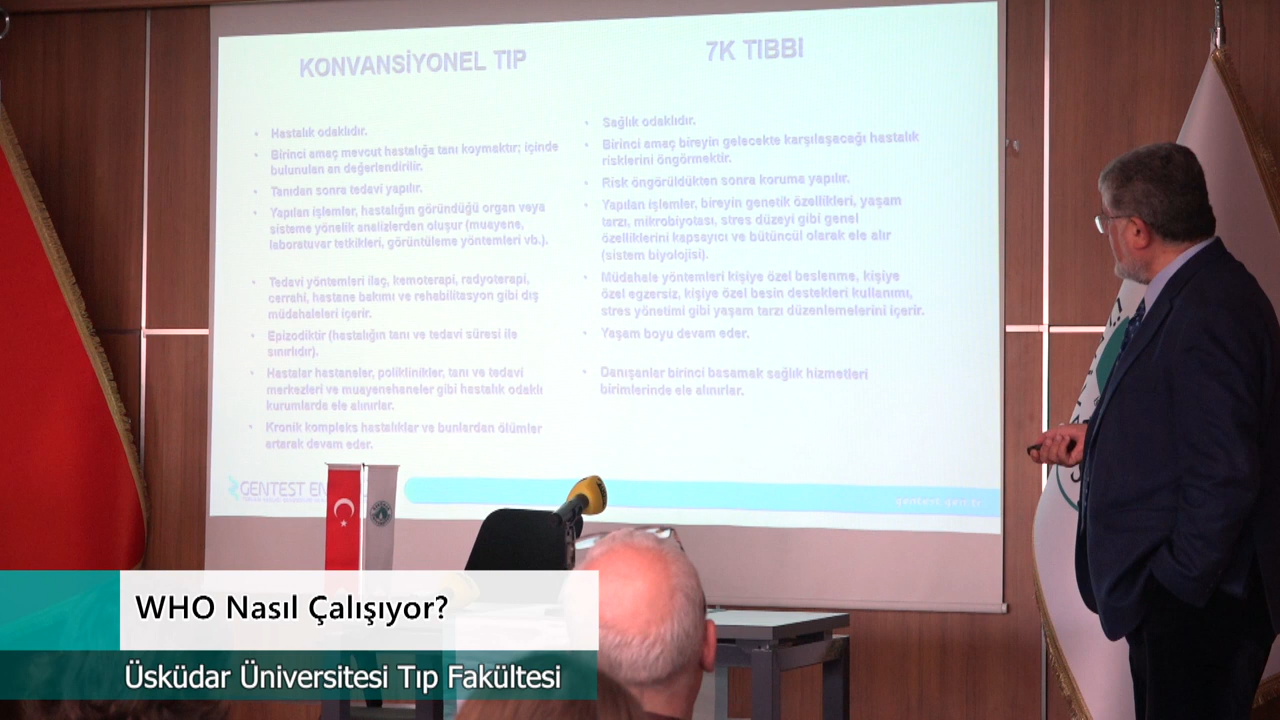 KONVANSİYONEL TIP
• Hastalık odaklıdır.
• Birinci amaç mevcut hastalığa tanı koymaktır; içinde
bulunulan an değerlendirilir.
• Tanıdan sonra tedavi yapılır.
• Yapılan işlemler, hastalığın göründüğü organ veya
sisteme yönelik analizlerden oluşur (muayene,
laboratuvar tetkikleri, görüntüleme yöntemleri vb.).
• Tedavi yöntemleri ilaç, kemoterapi, radyoterapi,
cerrahi, hastane bakımı ve rehabilitasyon gibi dış
müdahaleleri içerir.
• Epizodiktir (hastalığın tanı ve tedavi süresi ile
sınırlıdır).
• Hastalar hastaneler, poliklinikler, tanı ve tedavi
merkezleri ve muayenehaneler gibi hastalık odaklı
kurumlarda ele alınırlar.
• Kronik kompleks hastalıklar ve bunlardan ölümler
artarak devam eder.
7K TIBBI
• Sağlık odaklıdır.
• Birinci amaç bireyin gelecekte karşılaşacağı hastalık
risklerini öngörmektir.
• Risk öngörüldükten sonra koruma yapılır.
• Yapılan işlemler, bireyin genetik özellikleri, yaşam
tarzı, mikrobiyotası, stres düzeyi gibi genel
özelliklerini kapsayıcı ve bütüncül olarak ele alır
(sistem biyolojisi).
• Müdahale yöntemleri kişiye özel beslenme, kişiye
özel egzersiz, kişiye özel besin destekleri kullanımı,
stres yönetimi gibi yaşam tarzı düzenlemelerini içerir.
• Yaşam boyu devam eder.
• Danışanlar birinci basamak sağlık hizmetleri
birimlerinde ele alınırlar.
GENTEST EN
gentest.gen.tr
WHO Nasıl Çalışıyor?
Üsküdar Üniversitesi Tıp Fakültesi